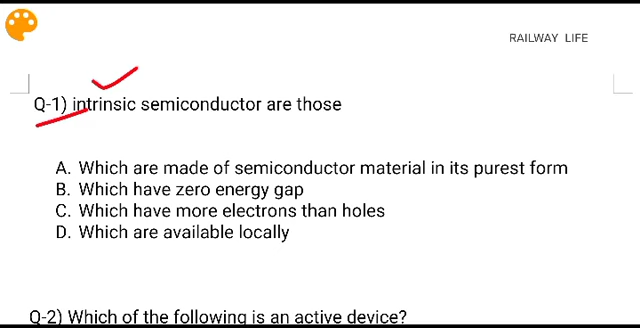 RAILWAY LIFE
Q-1) intrinsic semiconductor are those
A. Which are made of semiconductor material in its purest form
B. Which have zero energy gap
C. Which have more electrons than holes
D. Which are available locally
Q-2) Which of the following is an active device?